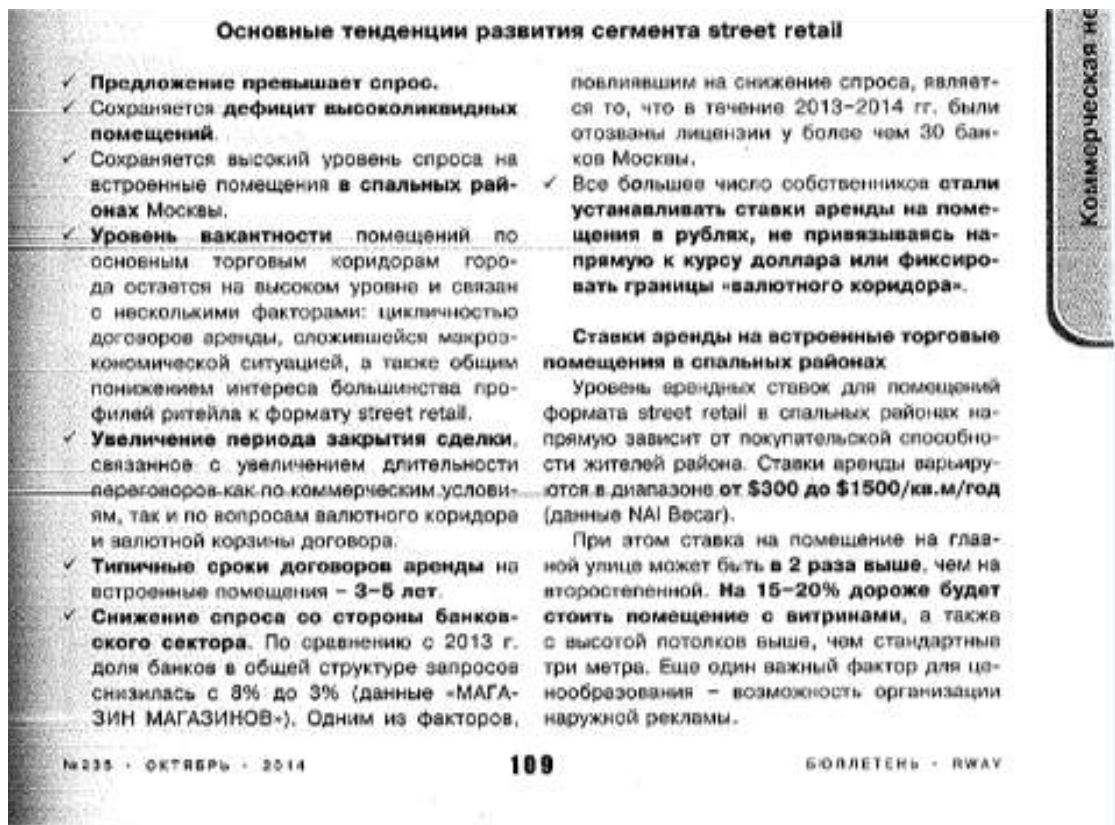 Основные тенденции развития сегмента street retail
✓ Предложение превышает спрос.
✓ Сохраняется дефицит высоколиквидных
помещений.
✓ Сохраняется высокий уровень спроса на
встроенные помещения в спальных рай-
онах Москвы.
✓ Уровень вакантности помещений по
основным торговым коридорам горо-
да остается на высоком уровне и связан
с несколькими факторами: цикличностью
договоров аренды, сложившейся макроэ-
кономической ситуацией, а также общим
понижением интереса большинства про-
филей ритейла к формату street retail.
✓ Увеличение периода закрытия сделки,
связанное с увеличением длительности
переговоров как по коммерческим услови-
ям, так и по вопросам валютного коридора
и валютной корзины договора.
✓ Типичные сроки договоров аренды на
встроенные помещения – 3–5 лет.
✓ Снижение спроса со стороны банков-
ского сектора. По сравнению с 2013 г.
доля банков в общей структуре запросов
снизилась с 8% до 3% (данные «МАГА-
ЗИН МАГАЗИНОВ»). Одним из факторов,
повлиявшим на снижение спроса, являет-
ся то, что в течение 2013–2014 гг. были
отозваны лицензии у более чем 30 бан-
ков Москвы.
✓ Все большее число собственников стали
устанавливать ставки аренды на поме-
щения в рублях, не привязываясь на-
прямую к курсу доллара или фиксиро-
вать границы «валютного коридора».
Ставки аренды на встроенные торговые
помещения в спальных районах
Уровень арендных ставок для помещений
формата street retail в спальных районах на-
прямую зависит от покупательской способно-
сти жителей района. Ставки аренды варьиру-
ются в диапазоне от $300 до $1500/кв.м/год
(данные NAI Becar).
При этом ставка на помещение на глав-
ной улице может быть в 2 раза выше, чем на
второстепенной. На 15–20% дороже будет
стоить помещение с витринами, а также
с высотой потолков выше, чем стандартные
три метра. Еще один важный фактор для це-
нообразования – возможность организации
наружной рекламы.
Коммерческая не
№235 · ОКТЯБРЬ · 2014
109
БЮЛЛЕТЕНЬ · RWAY